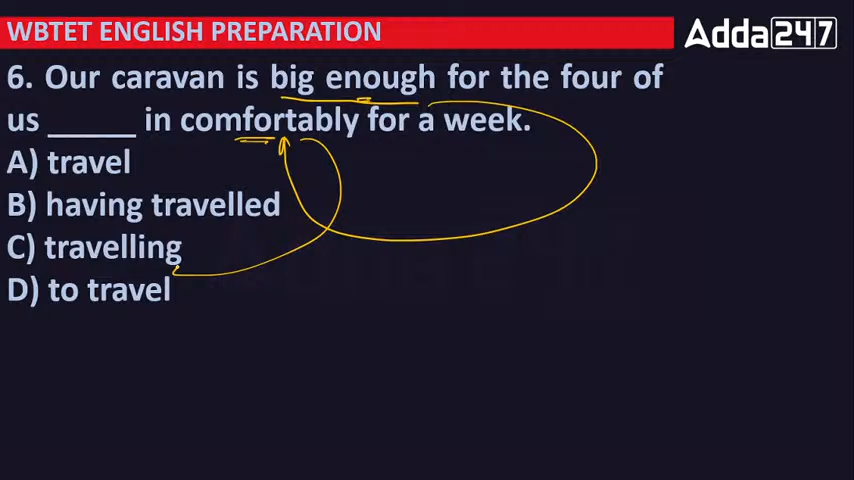 WBTET ENGLISH PREPARATION
Adda247
6. Our caravan is big enough for the four of
us _____ in comfortably for a week.
A) travel
B) having travelled
C) travelling
D) to travel